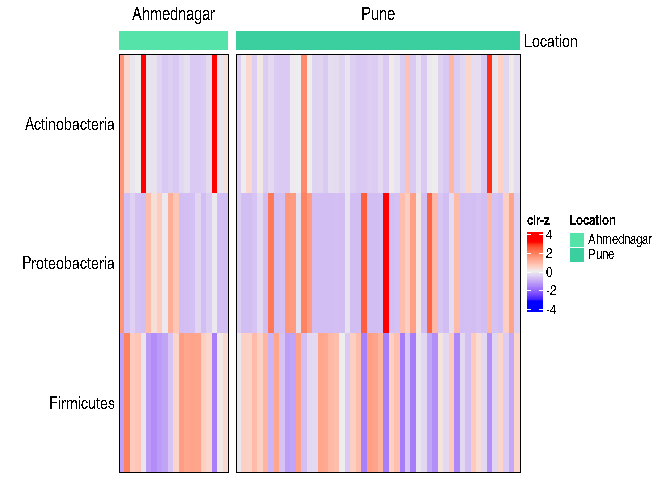 Ahmednagar Pune
Location
Actinobacteria
Proteobacteria
Firmicutes
clr-z
4
2
0
-2
-4
Location
Ahmednagar
Pune